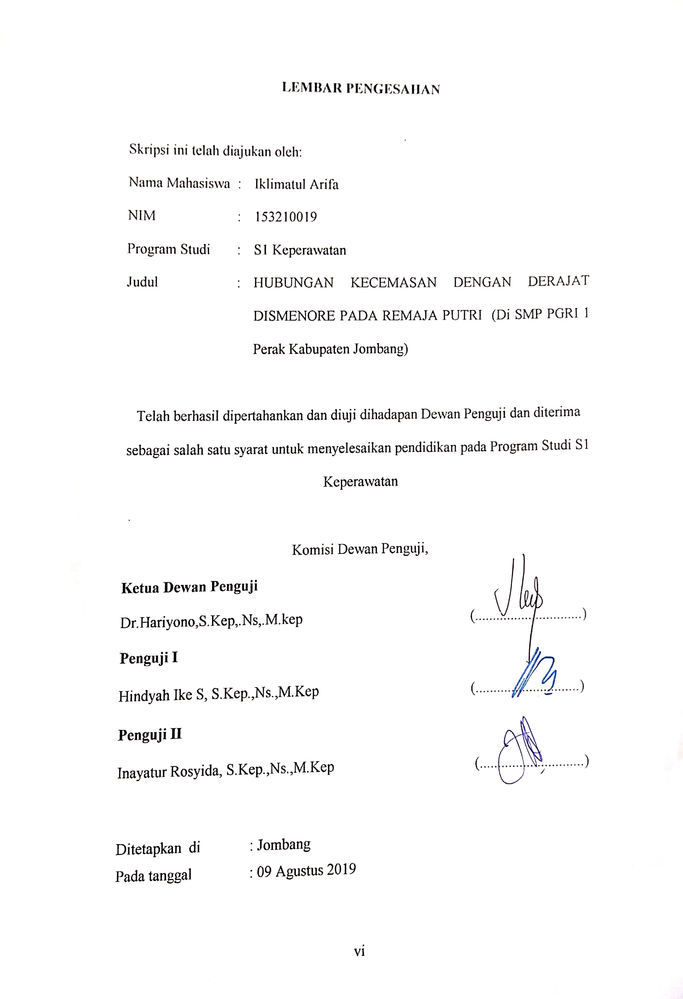 LEMBAR PENGESAHAN
Skripsi ini telah diajukan oleh:
Nama Mahasiswa : Iklimatul Arifa
NIM : 153210019
Program Studi : S1 Keperawatan
Judul : HUBUNGAN KECEMASAN DENGAN DERAJAT
DISMENORE PADA REMAJA PUTRI (Di SMP PGRI 1
Perak Kabupaten Jombang)
Telah berhasil dipertahankan dan diuji dihadapan Dewan Penguji dan diterima
sebagai salah satu syarat untuk menyelesaikan pendidikan pada Program Studi S1
Keperawatan
Komisi Dewan Penguji,
Ketua Dewan Penguji
Dr.Hariyono,S.Kep,.Ns,.M.kep (..............................)
Penguji I
Hindyah Ike S, S.Kep.,Ns.,M.Kep (..............................)
Penguji II
Inayatur Rosyida, S.Kep.,Ns.,M.Kep (..............................)
Ditetapkan di : Jombang
Pada tanggal : 09 Agustus 2019
vi